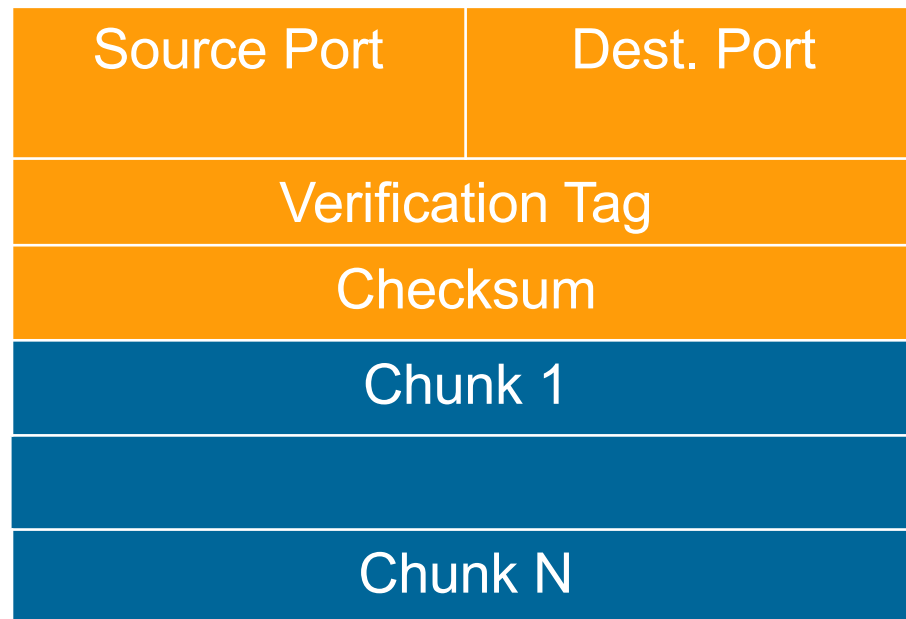 Source Port
Dest. Port
Verification Tag
Checksum
Chunk 1
Chunk N